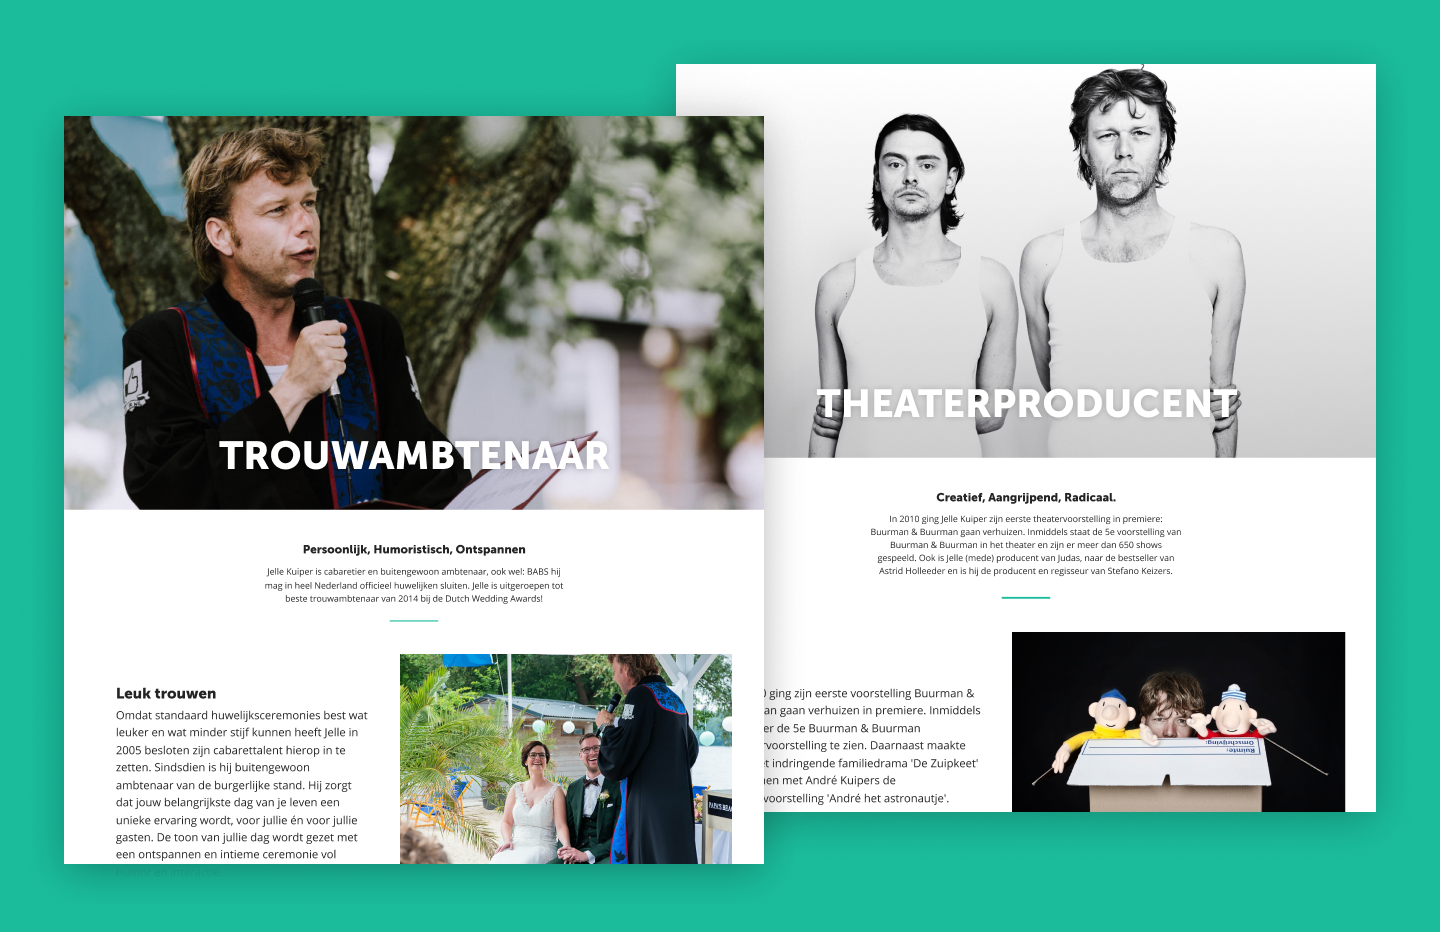 TROUWAMBTENAAR
Persoonlijk, Humoristisch, Ontspannen
Jelle Kuiper is cabaretier en buitengewoon ambtenaar, ook wel: BABS hij
mag in heel Nederland officieel huwelijken sluiten. Jelle is uitgeroepen tot
beste trouwambtenaar van 2014 bij de Dutch Wedding Awards!
Leuk trouwen
Omdat standaard huwelijksceremonies best wat
leuker en wat minder stijf kunnen heeft Jelle in
2005 besloten zijn cabarettalent hierop in te
zetten. Sindsdien is hij buitengewoon
ambtenaar van de burgerlijke stand. Hij zorgt
dat jouw belangrijkste dag van je leven een
unieke ervaring wordt, voor jullie én voor jullie
gasten. De toon van jullie dag wordt gezet met
een ontspannen en intieme ceremonie vol
PAPA'S BEA
THEATERPRODUCENT
Creatief, Aangrijpend, Radicaal.
In 2010 ging Jelle Kuiper zijn eerste theatervoorstelling in premiere:
Buurman & Buurman gaan verhuizen. Inmiddels staat de 5e voorstelling van
Buurman & Buurman in het theater en zijn er meer dan 650 shows
gespeeld. Ook is Jelle (mede) producent van Judas, naar de bestseller van
Astrid Holleeder en is hij de producent en regisseur van Stefano Keizers.
0 ging zijn eerste voorstelling Buurman &
an gaan verhuizen in premiere. Inmiddels
er de 5e Buurman & Buurman
rvoorstelling te zien. Daarnaast maakte
t indringende familiedrama 'De Zuipkeet'
en met André Kuipers de
voorstelling 'André het astronautje'.
Omschrijving:
Ruimte: